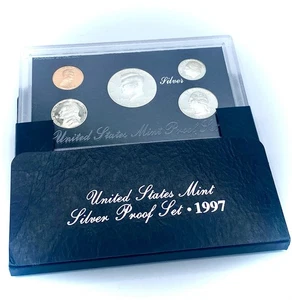 Silver
United States Mint Proof Set
United States Mint
Silver Proof Set · 1997